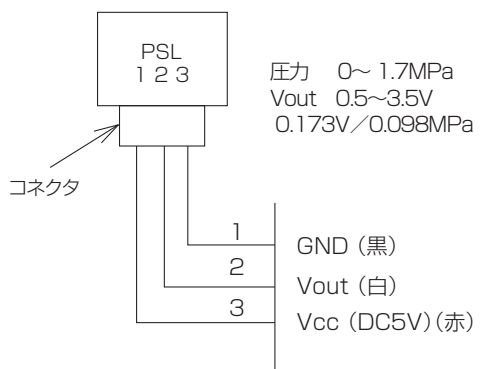 PSL
1 2 3
圧力　0～1.7MPa
Vout　0.5～3.5V
0.173V／0.098MPa
コネクタ
1　GND（黒）
2　Vout（白）
3　Vcc（DC5V）（赤）